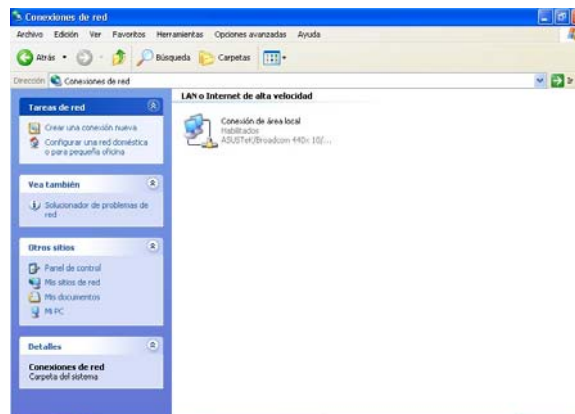 Conexiones de red
Archivo Edición Ver Favoritos Herramientas Opciones avanzadas Ayuda
Atrás Búsqueda Carpetas
Dirección Conexiones de red Ir
LAN o Internet de alta velocidad
Tareas de red
Crear una conexión nueva
Configurar una red doméstica
o para pequeña oficina
Conexión de área local
Habilitados
ASUSTeK/Broadcom 440x 10/...
Vea también
Solucionador de problemas de
red
Otros sitios
Panel de control
Mis sitios de red
Mis documentos
Mi PC
Detalles
Conexiones de red
Carpeta del sistema